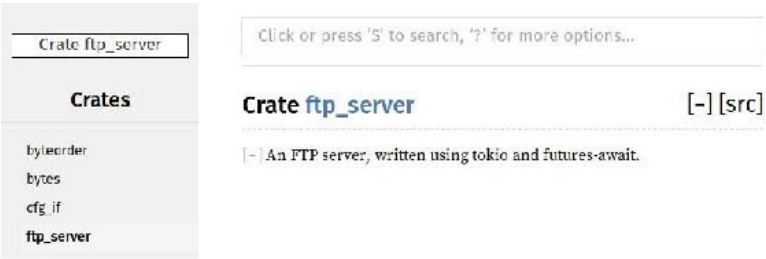 Crate ftp_server
Crates
byteorder
bytes
cfg_if
ftp_server
Click or press 'S' to search, '?' for more options...
Crate ftp_server
[-] [src]
[-] An FTP server, written using tokio and futures-await.